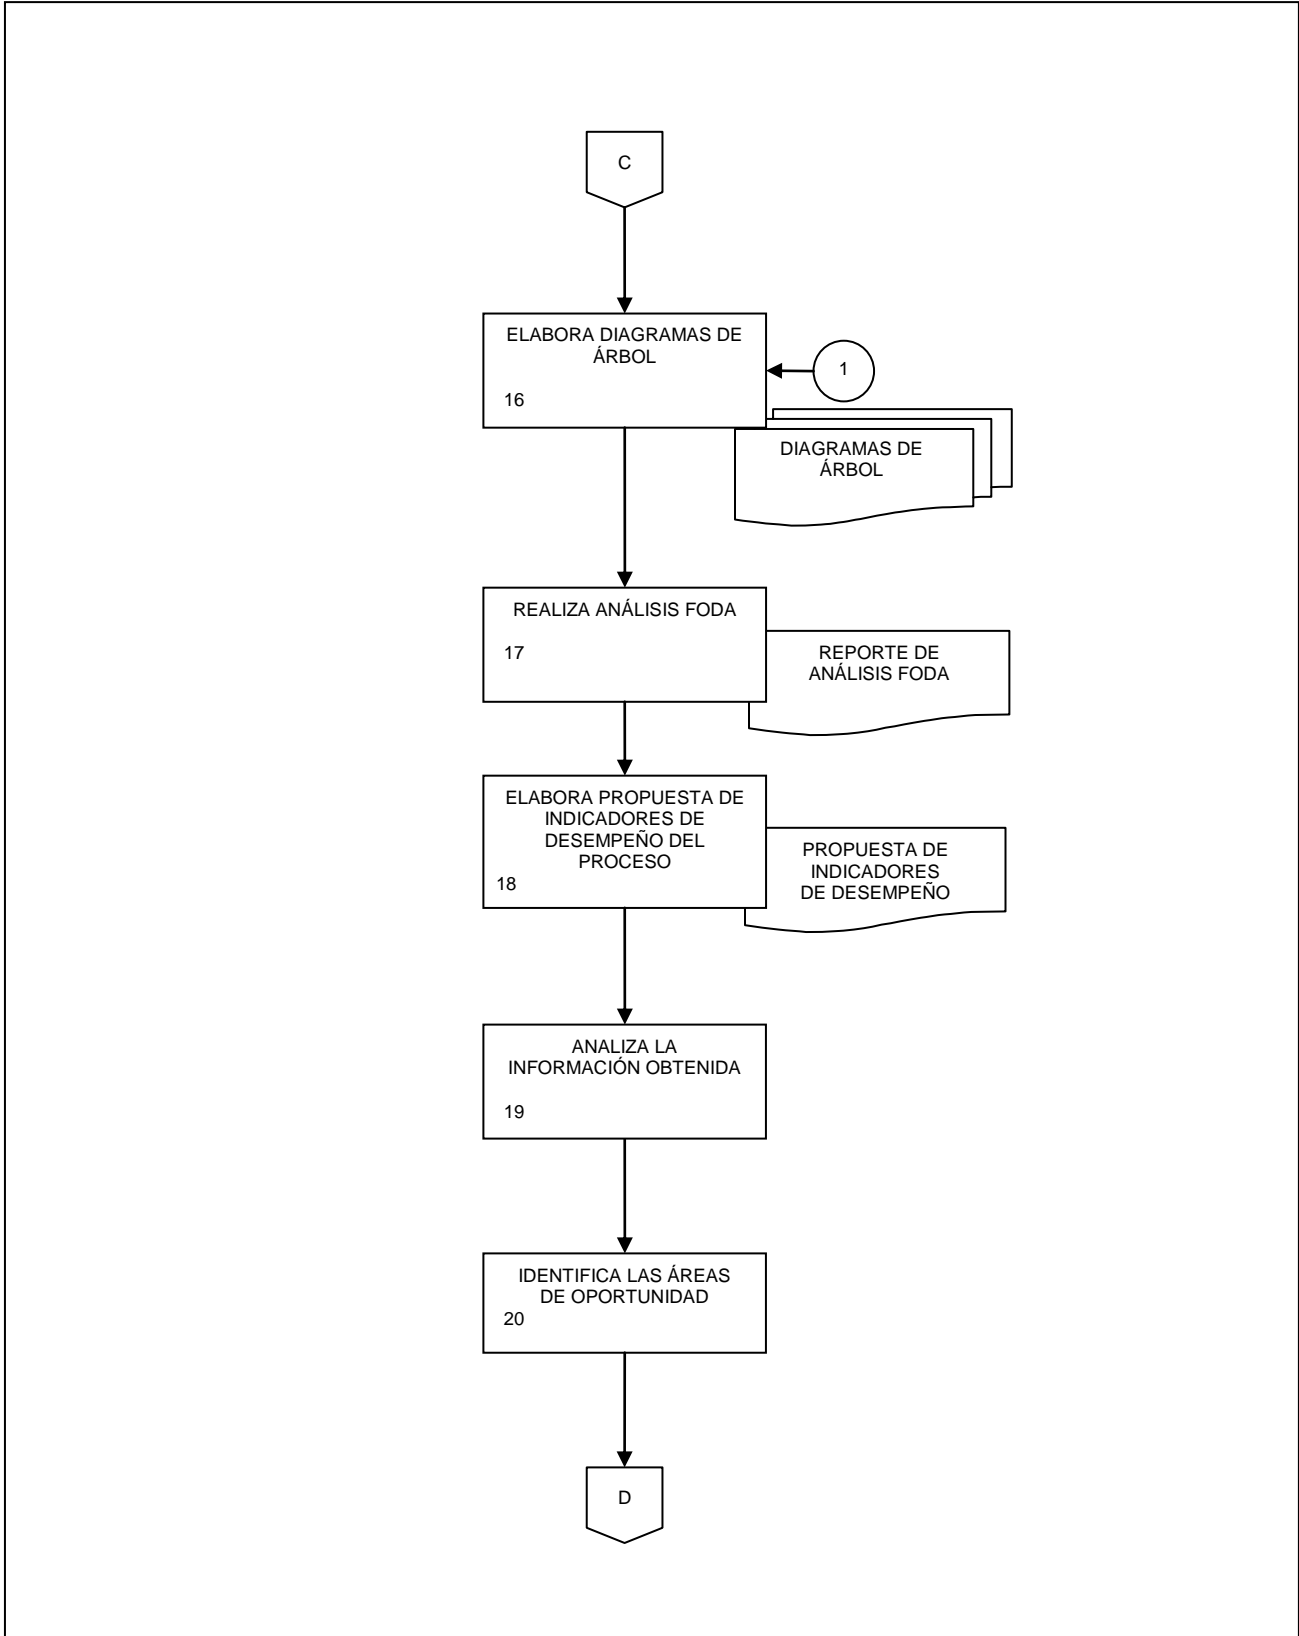 C
ELABORA DIAGRAMAS DE
ÁRBOL
16
1
DIAGRAMAS DE
ÁRBOL
REALIZA ANÁLISIS FODA
17
REPORTE DE
ANÁLISIS FODA
ELABORA PROPUESTA DE
INDICADORES DE
DESEMPEÑO DEL
PROCESO
18
PROPUESTA DE
INDICADORES
DE DESEMPEÑO
ANALIZA LA
INFORMACIÓN OBTENIDA
19
IDENTIFICA LAS ÁREAS
DE OPORTUNIDAD
20
D